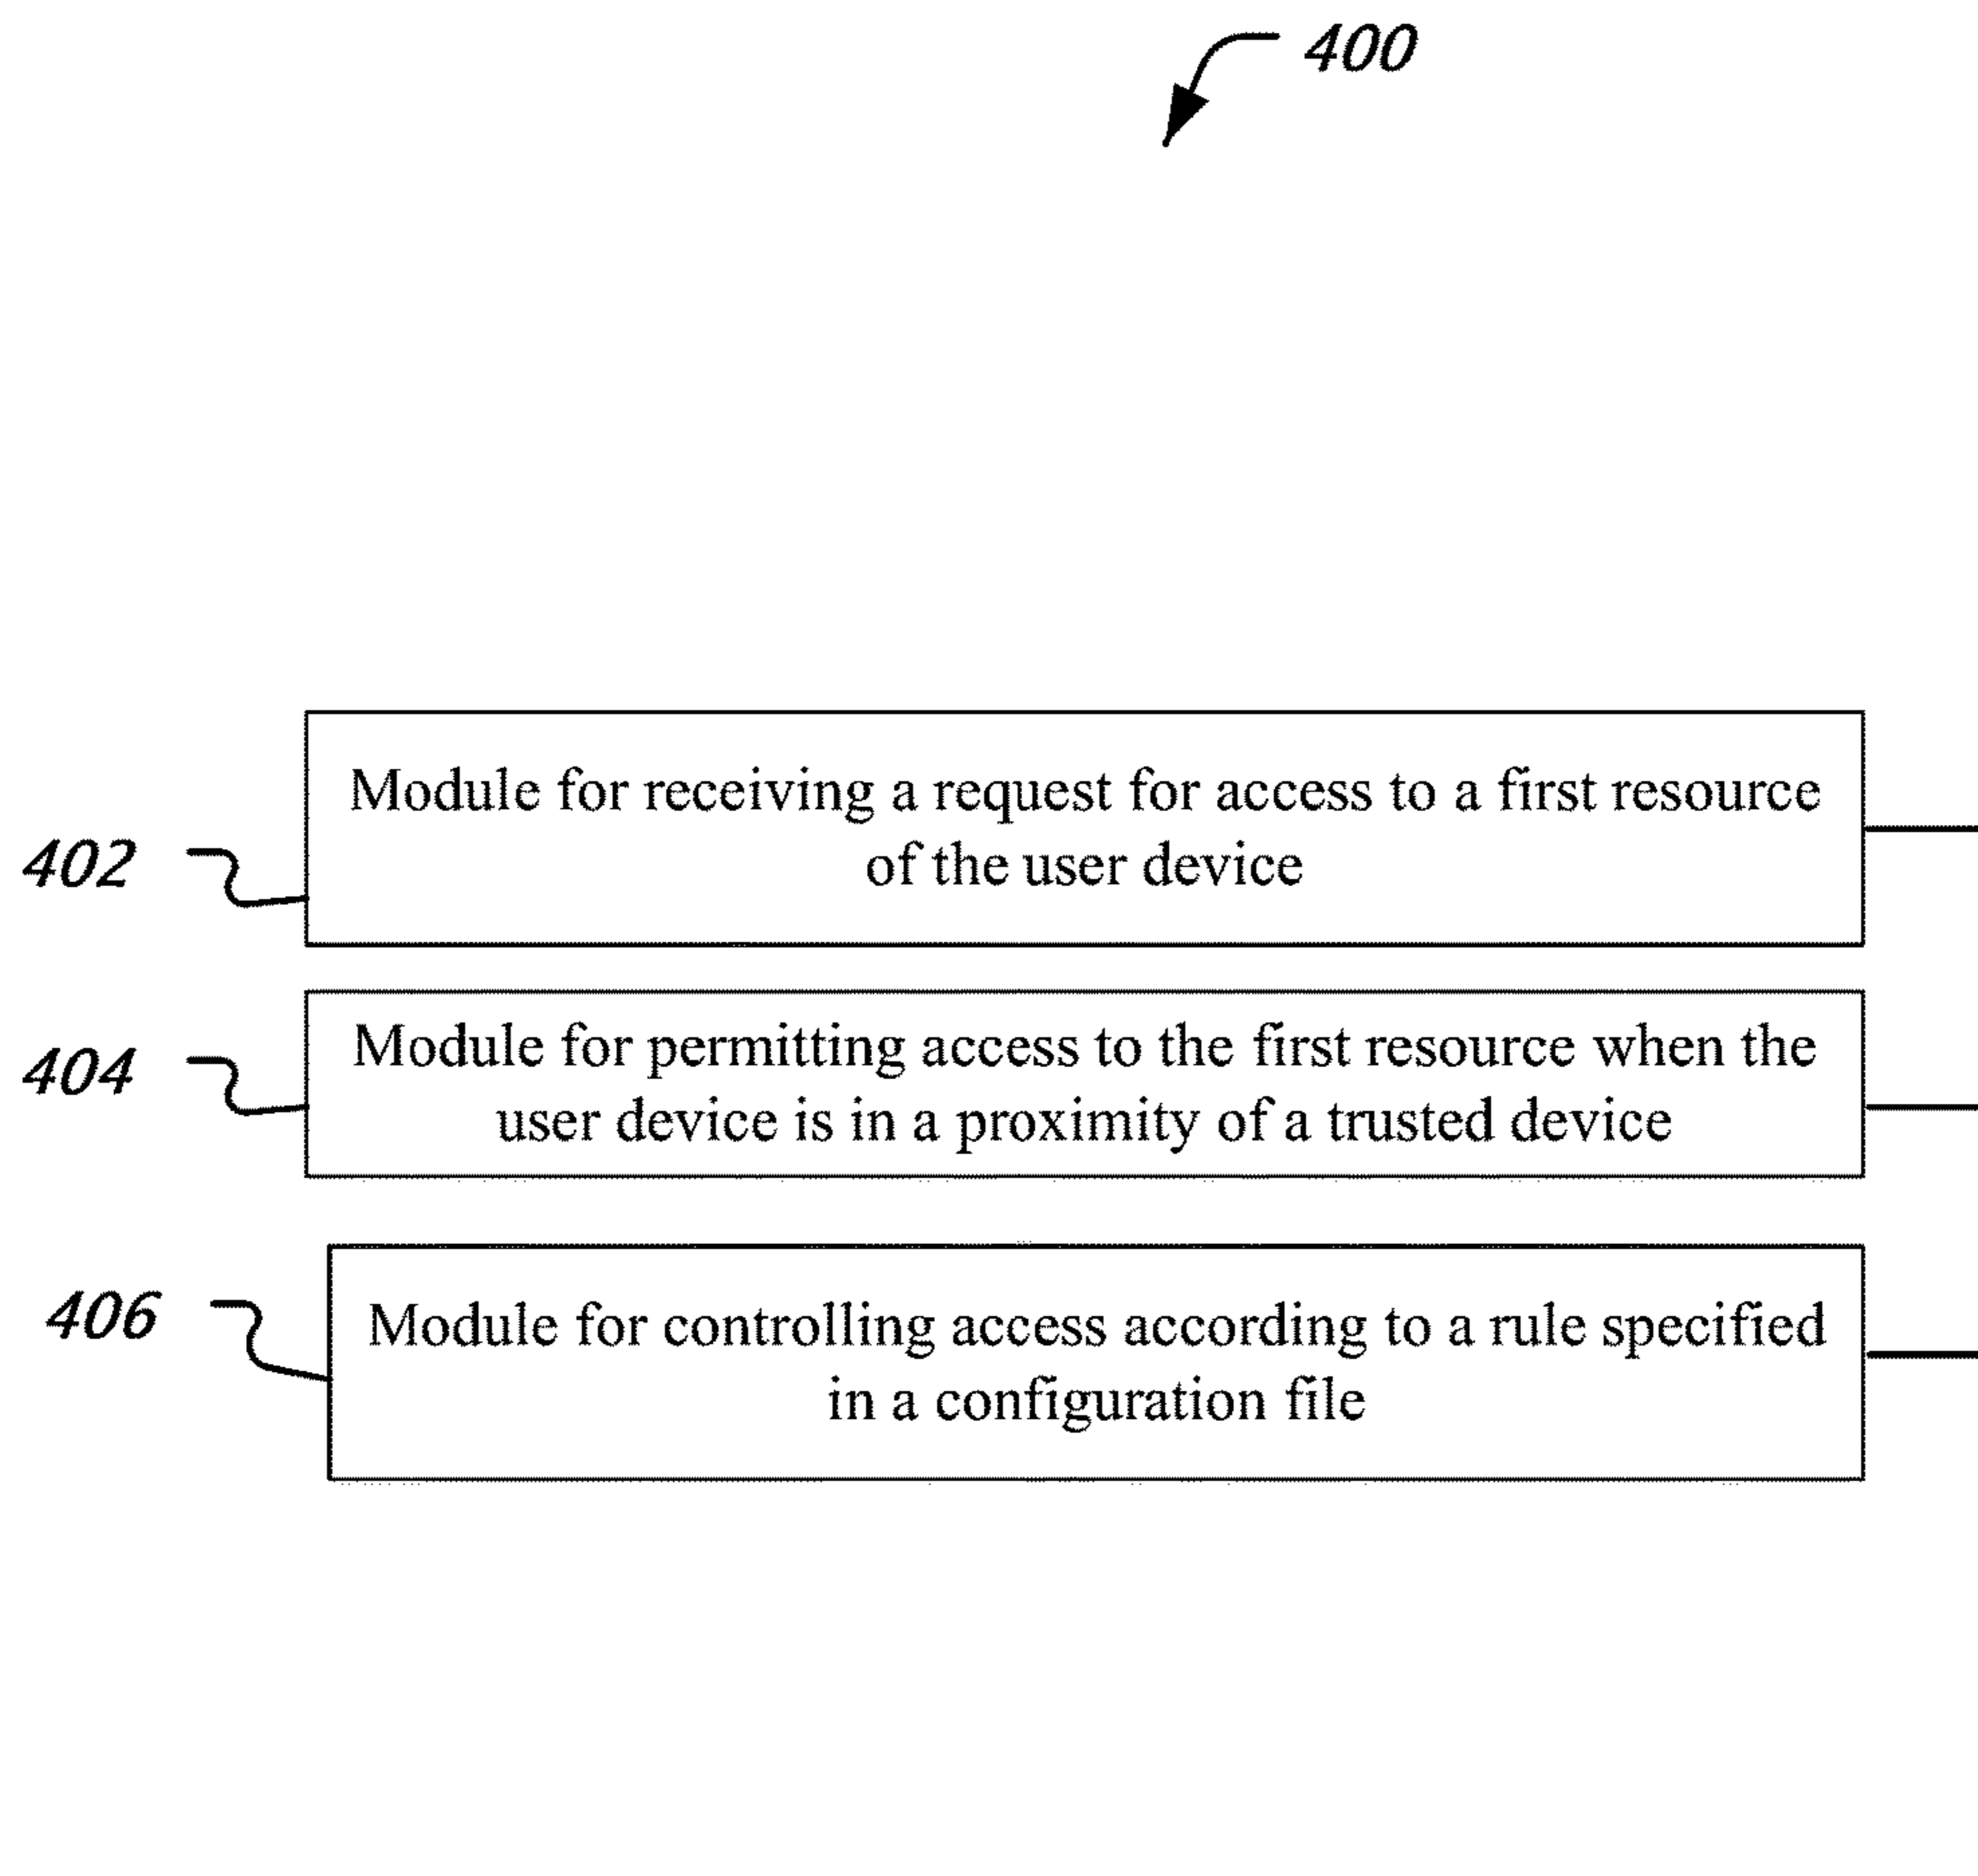 400
Module for receiving a request for access to a first resource
of the user device
402
Module for permitting access to the first resource when the
user device is in a proximity of a trusted device
404
Module for controlling access according to a rule specified
in a configuration file
406